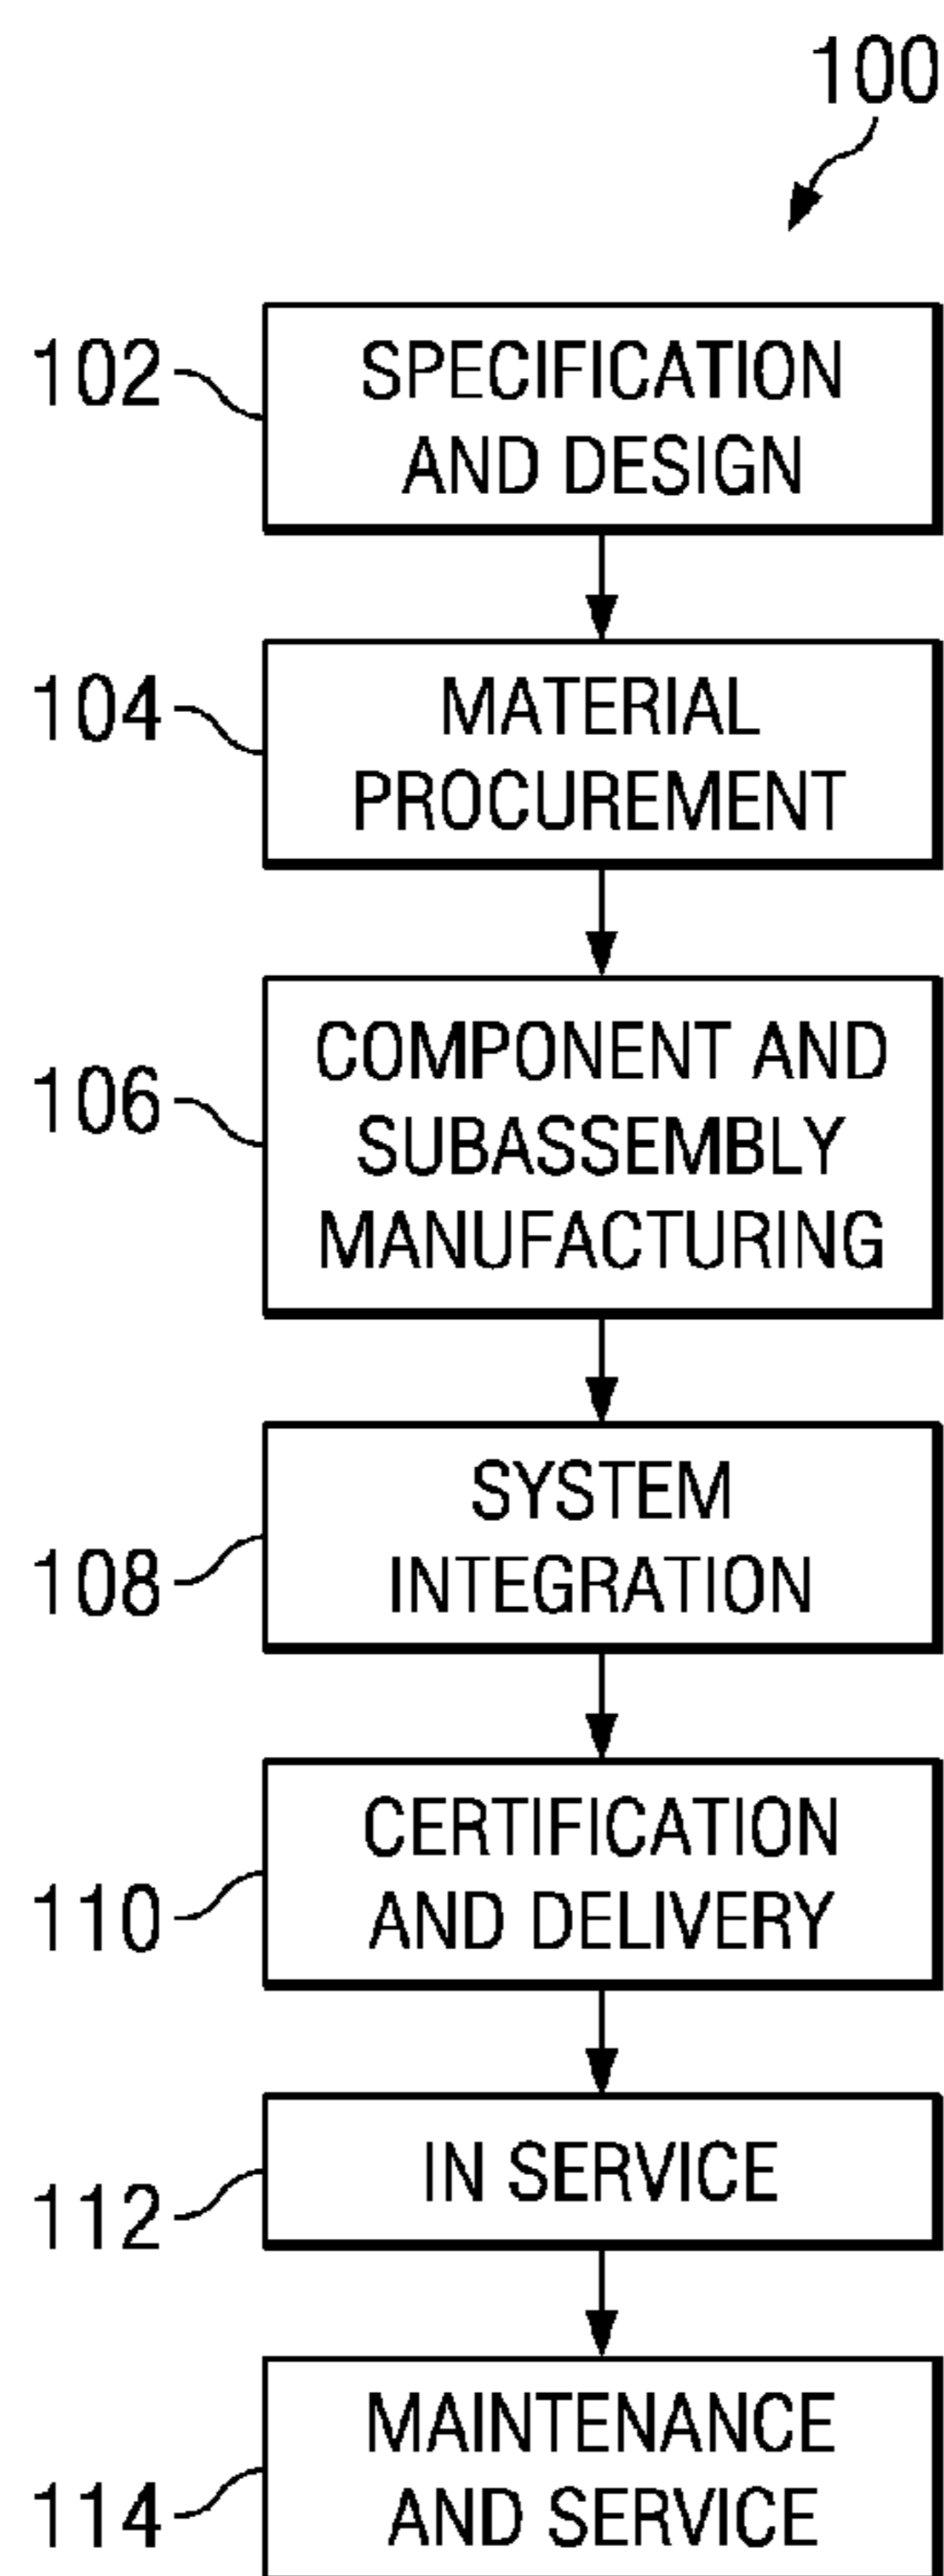 100
102
SPECIFICATION
AND DESIGN
104
MATERIAL
PROCUREMENT
106
COMPONENT AND
SUBASSEMBLY
MANUFACTURING
108
SYSTEM
INTEGRATION
110
CERTIFICATION
AND DELIVERY
112
IN SERVICE
114
MAINTENANCE
AND SERVICE